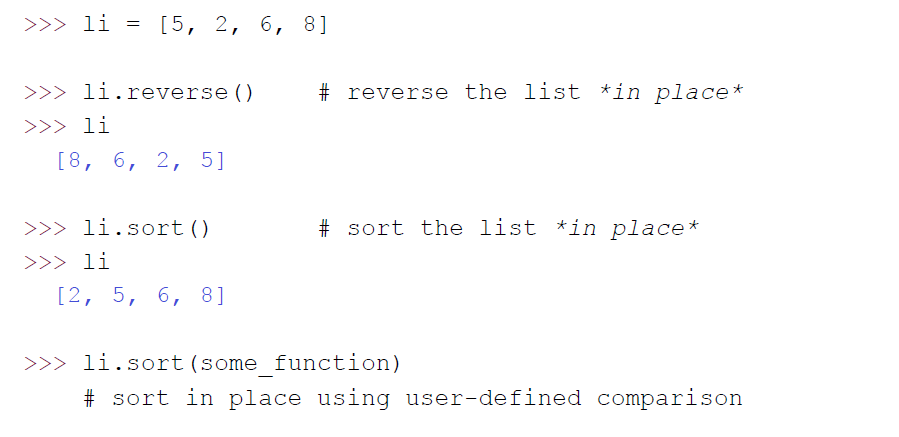 >>> li = [5, 2, 6, 8]
>>> li.reverse()    # reverse the list *in place*
>>> li
[8, 6, 2, 5]
>>> li.sort()       # sort the list *in place*
>>> li
[2, 5, 6, 8]
>>> li.sort(some_function)
# sort in place using user-defined comparison